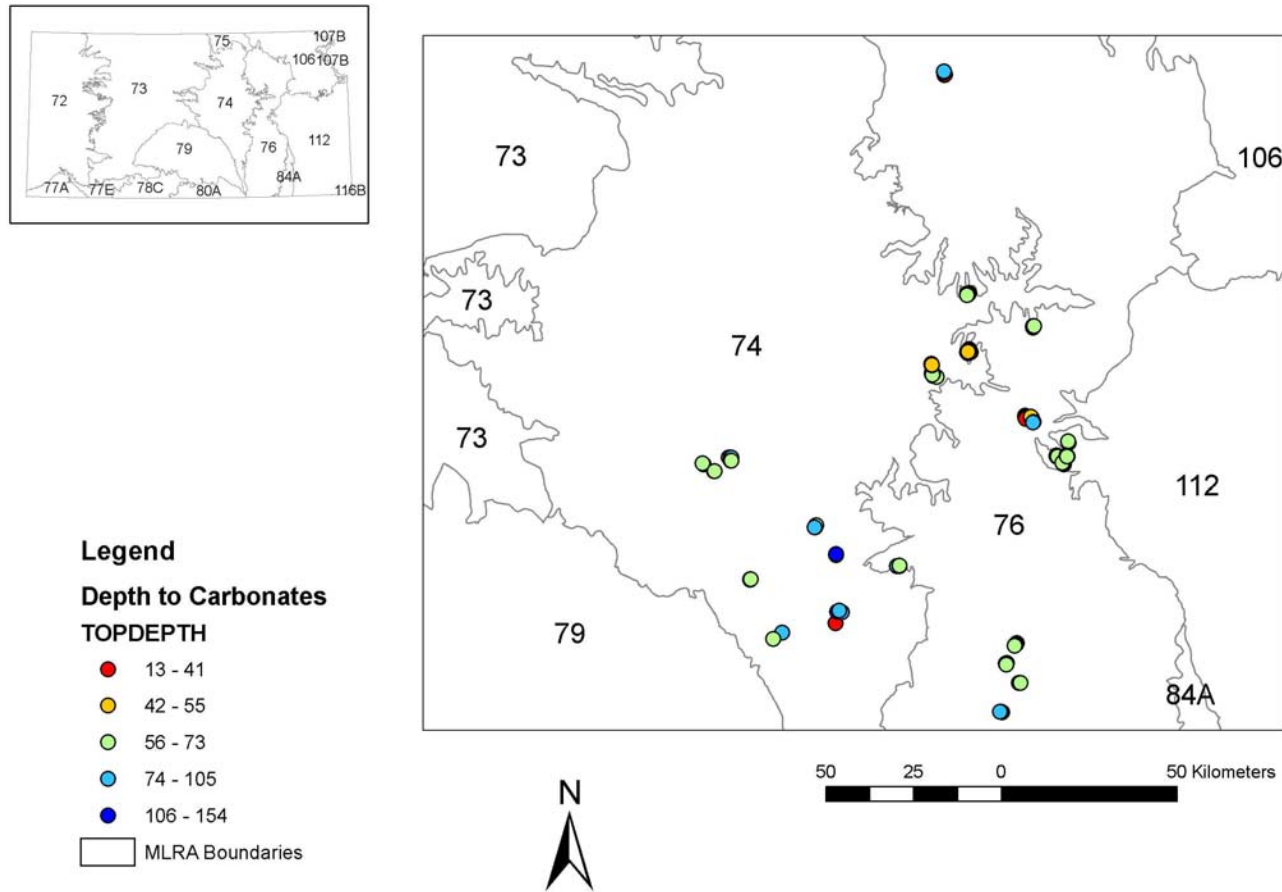 75
107B
106 107B
73
72
74
112
79
76
84A
77A 77E 78C 80A 116B
73
106
73
74
73
112
76
79
84A
Legend
Depth to Carbonates
TOPDEPTH
13 - 41
42 - 55
56 - 73
74 - 105
106 - 154
MLRA Boundaries
N
50 25 0 50 Kilometers